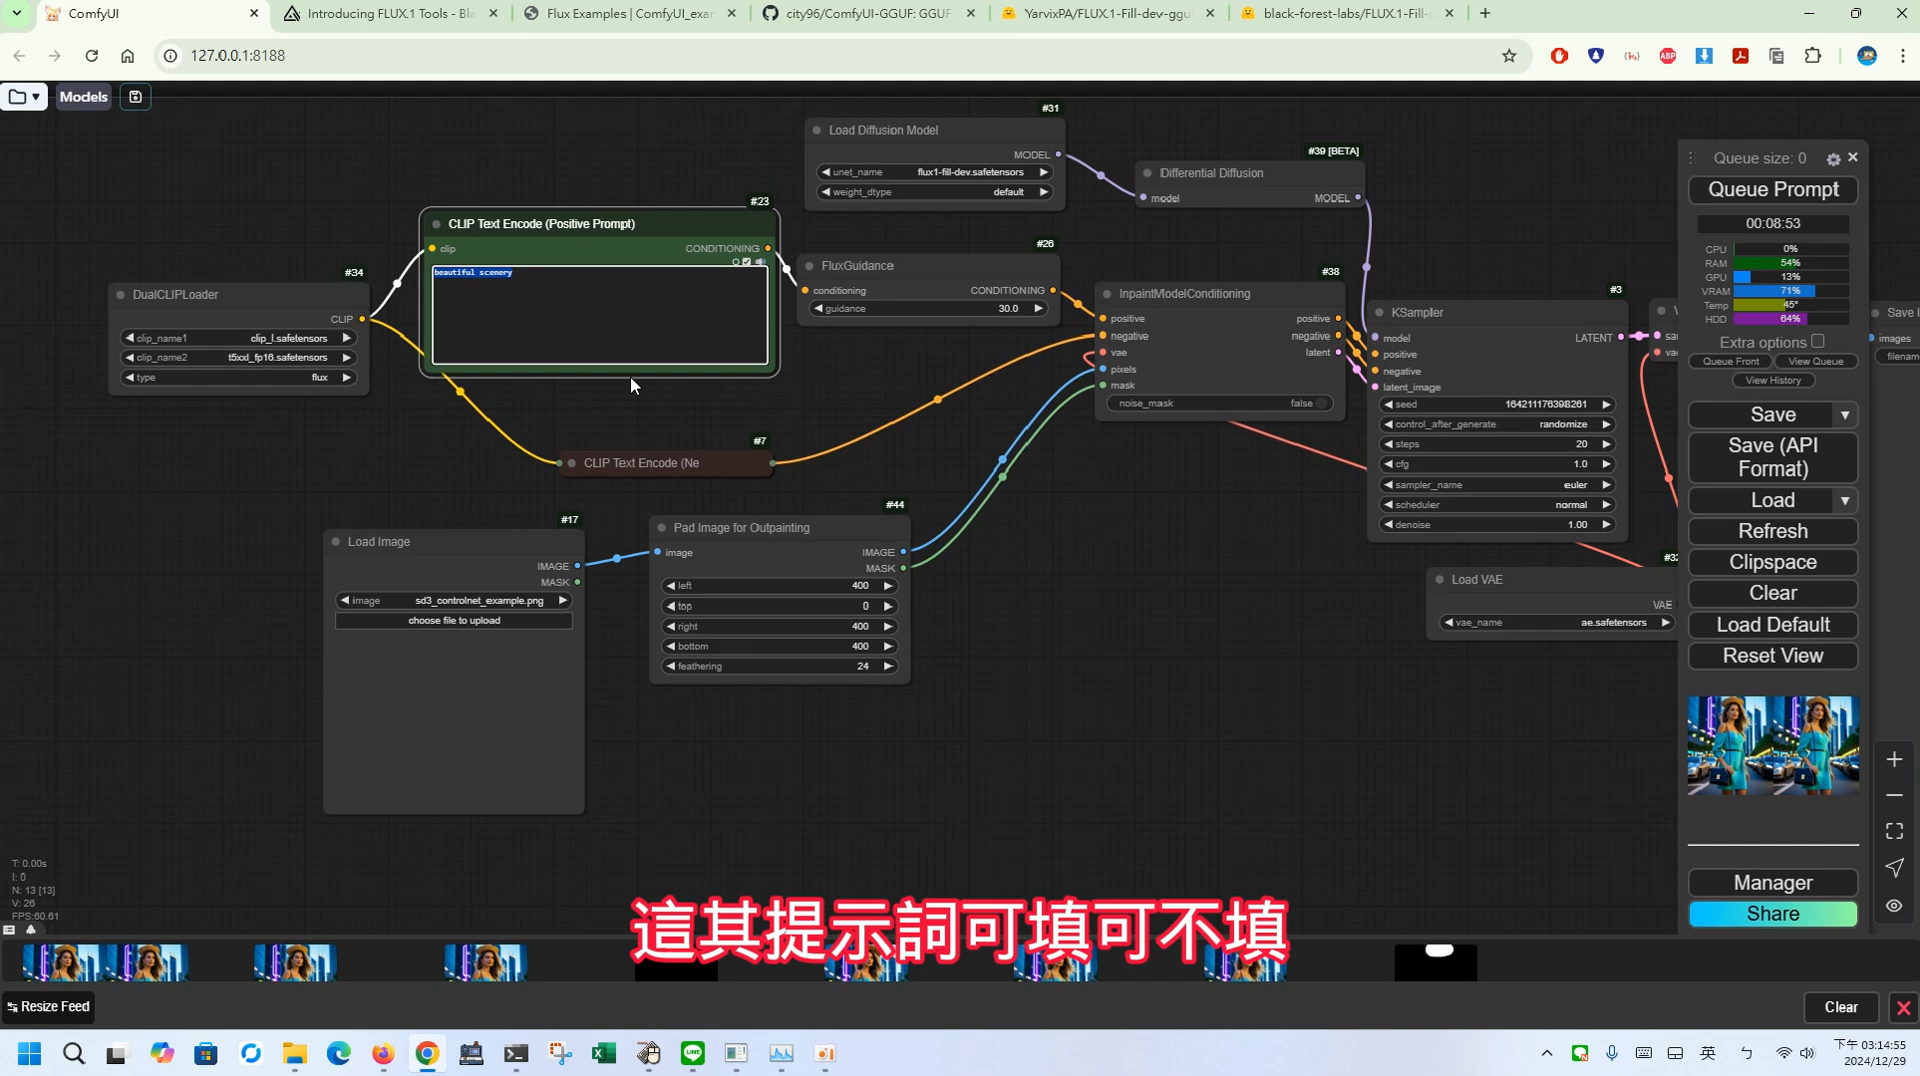 ComfyUI
Introducing FLUX.1 Tools - Bla
Flux Examples | ComfyUI_exam
city96/ComfyUI-GGUF: GGUF
YarvixPA/FLUX.1-Fill-dev-gguf
black-forest-labs/FLUX.1-Fill-
127.0.0.1:8188
Models
#31
Load Diffusion Model
MODEL
unet_name flux1-fill-dev.safetensors
weight_dtype default
#39 [BETA]
Differential Diffusion
model MODEL
#23
CLIP Text Encode (Positive Prompt)
clip CONDITIONING
beautiful scenery
#26
FluxGuidance
conditioning CONDITIONING
guidance 30.0
#34
DualCLIPLoader
CLIP
clip_name1 clip_l.safetensors
clip_name2 t5xxl_fp16.safetensors
type flux
#38
InpaintModelConditioning
positive positive
negative negative
vae latent
pixels
mask
noise_mask false
#3
KSampler
model LATENT
positive
negative
latent_image
seed 164211176398261
control_after_generate randomize
steps 20
cfg 1.0
sampler_name euler
scheduler normal
denoise 1.00
#7
CLIP Text Encode (Ne
#17
Load Image
IMAGE
MASK
image sd3_controlnet_example.png
choose file to upload
#44
Pad Image for Outpainting
image IMAGE
MASK
left 400
top 0
right 400
bottom 400
feathering 24
#32
Load VAE
VAE
vae_name ae.safetensors
Save I
images
filenam
Queue size: 0
Queue Prompt
00:08:53
CPU 0%
RAM 54%
GPU 13%
VRAM 71%
Temp 45°
HDD 64%
Extra options
Queue Front View Queue
View History
Save
Save (API
Format)
Load
Refresh
Clipspace
Clear
Load Default
Reset View
Manager
Share
T: 0.00s
I: 0
N: 13 [13]
V: 26
FPS:60.61
這其提示詞可填可不填
Resize Feed
Clear
英
下午 03:14:55
2024/12/29